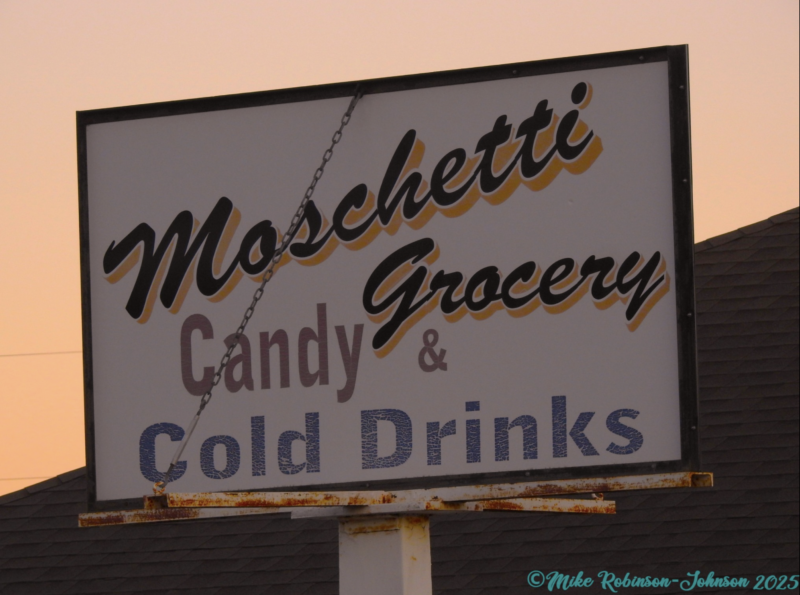 Moschetti
Grocery
Candy &
Cold Drinks
©Mike Robinson-Johnson 2025